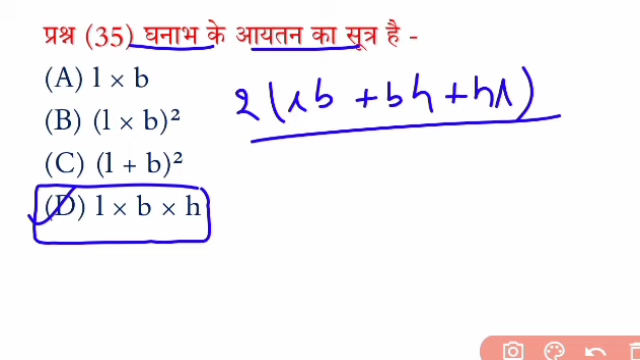 प्रश्न (35) घनाभ के आयतन का सूत्र है -
(A) l × b
2(lb + bh + hl)
(B) (l × b)²
(C) (l + b)²
(D) l × b × h